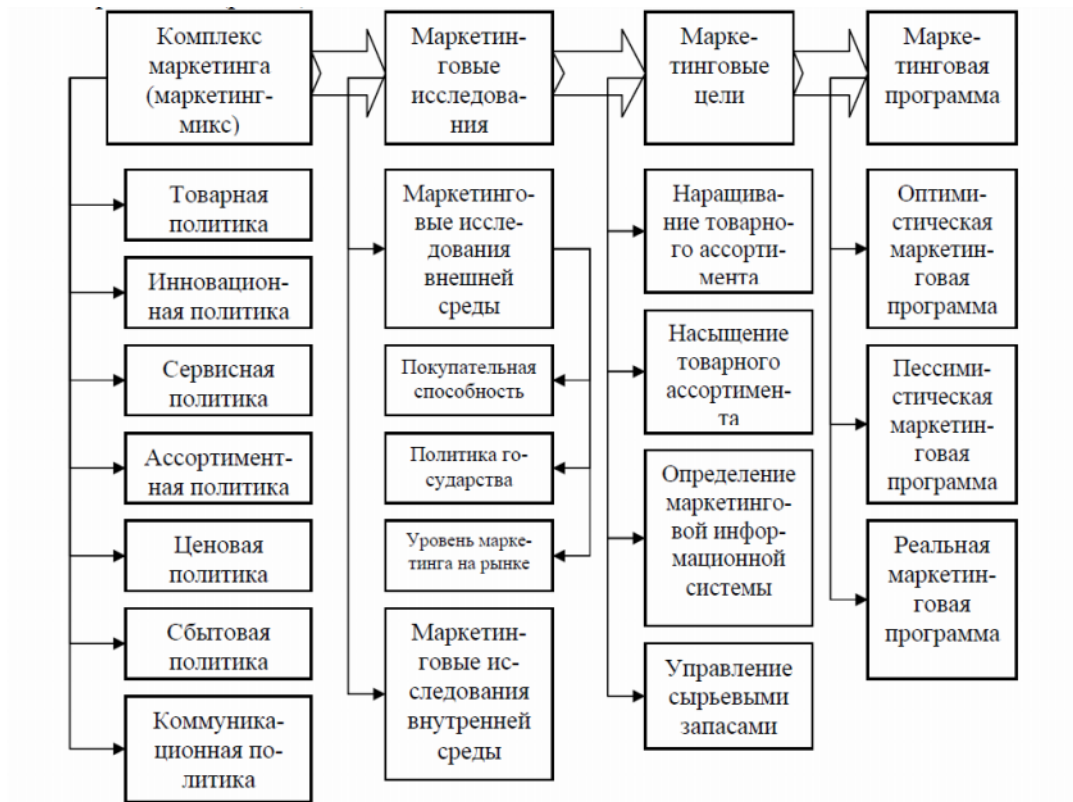 Комплекс
маркетинга
(маркетинг-
микс)
Маркетин-
говые
исследова-
ния
Марке-
тинговые
цели
Марке-
тинговая
программа
Товарная
политика
Инновацион-
ная политика
Сервисная
политика
Ассортимент-
ная политика
Ценовая
политика
Сбытовая
политика
Коммуника-
ционная по-
литика
Маркетинго-
вые иссле-
дования
внешней
среды
Покупательная
способность
Политика го-
сударства
Уровень марке-
тинга на рынке
Маркетин-
говые ис-
следования
внутренней
среды
Наращива-
ние товарно-
го ассорти-
мента
Насыщение
товарного
ассортимен-
та
Определение
маркетинго-
вой инфор-
мационной
системы
Управление
сырьевыми
запасами
Оптими-
стическая
маркетин-
говая
программа
Пессими-
стическая
маркетин-
говая
программа
Реальная
маркетин-
говая
программа